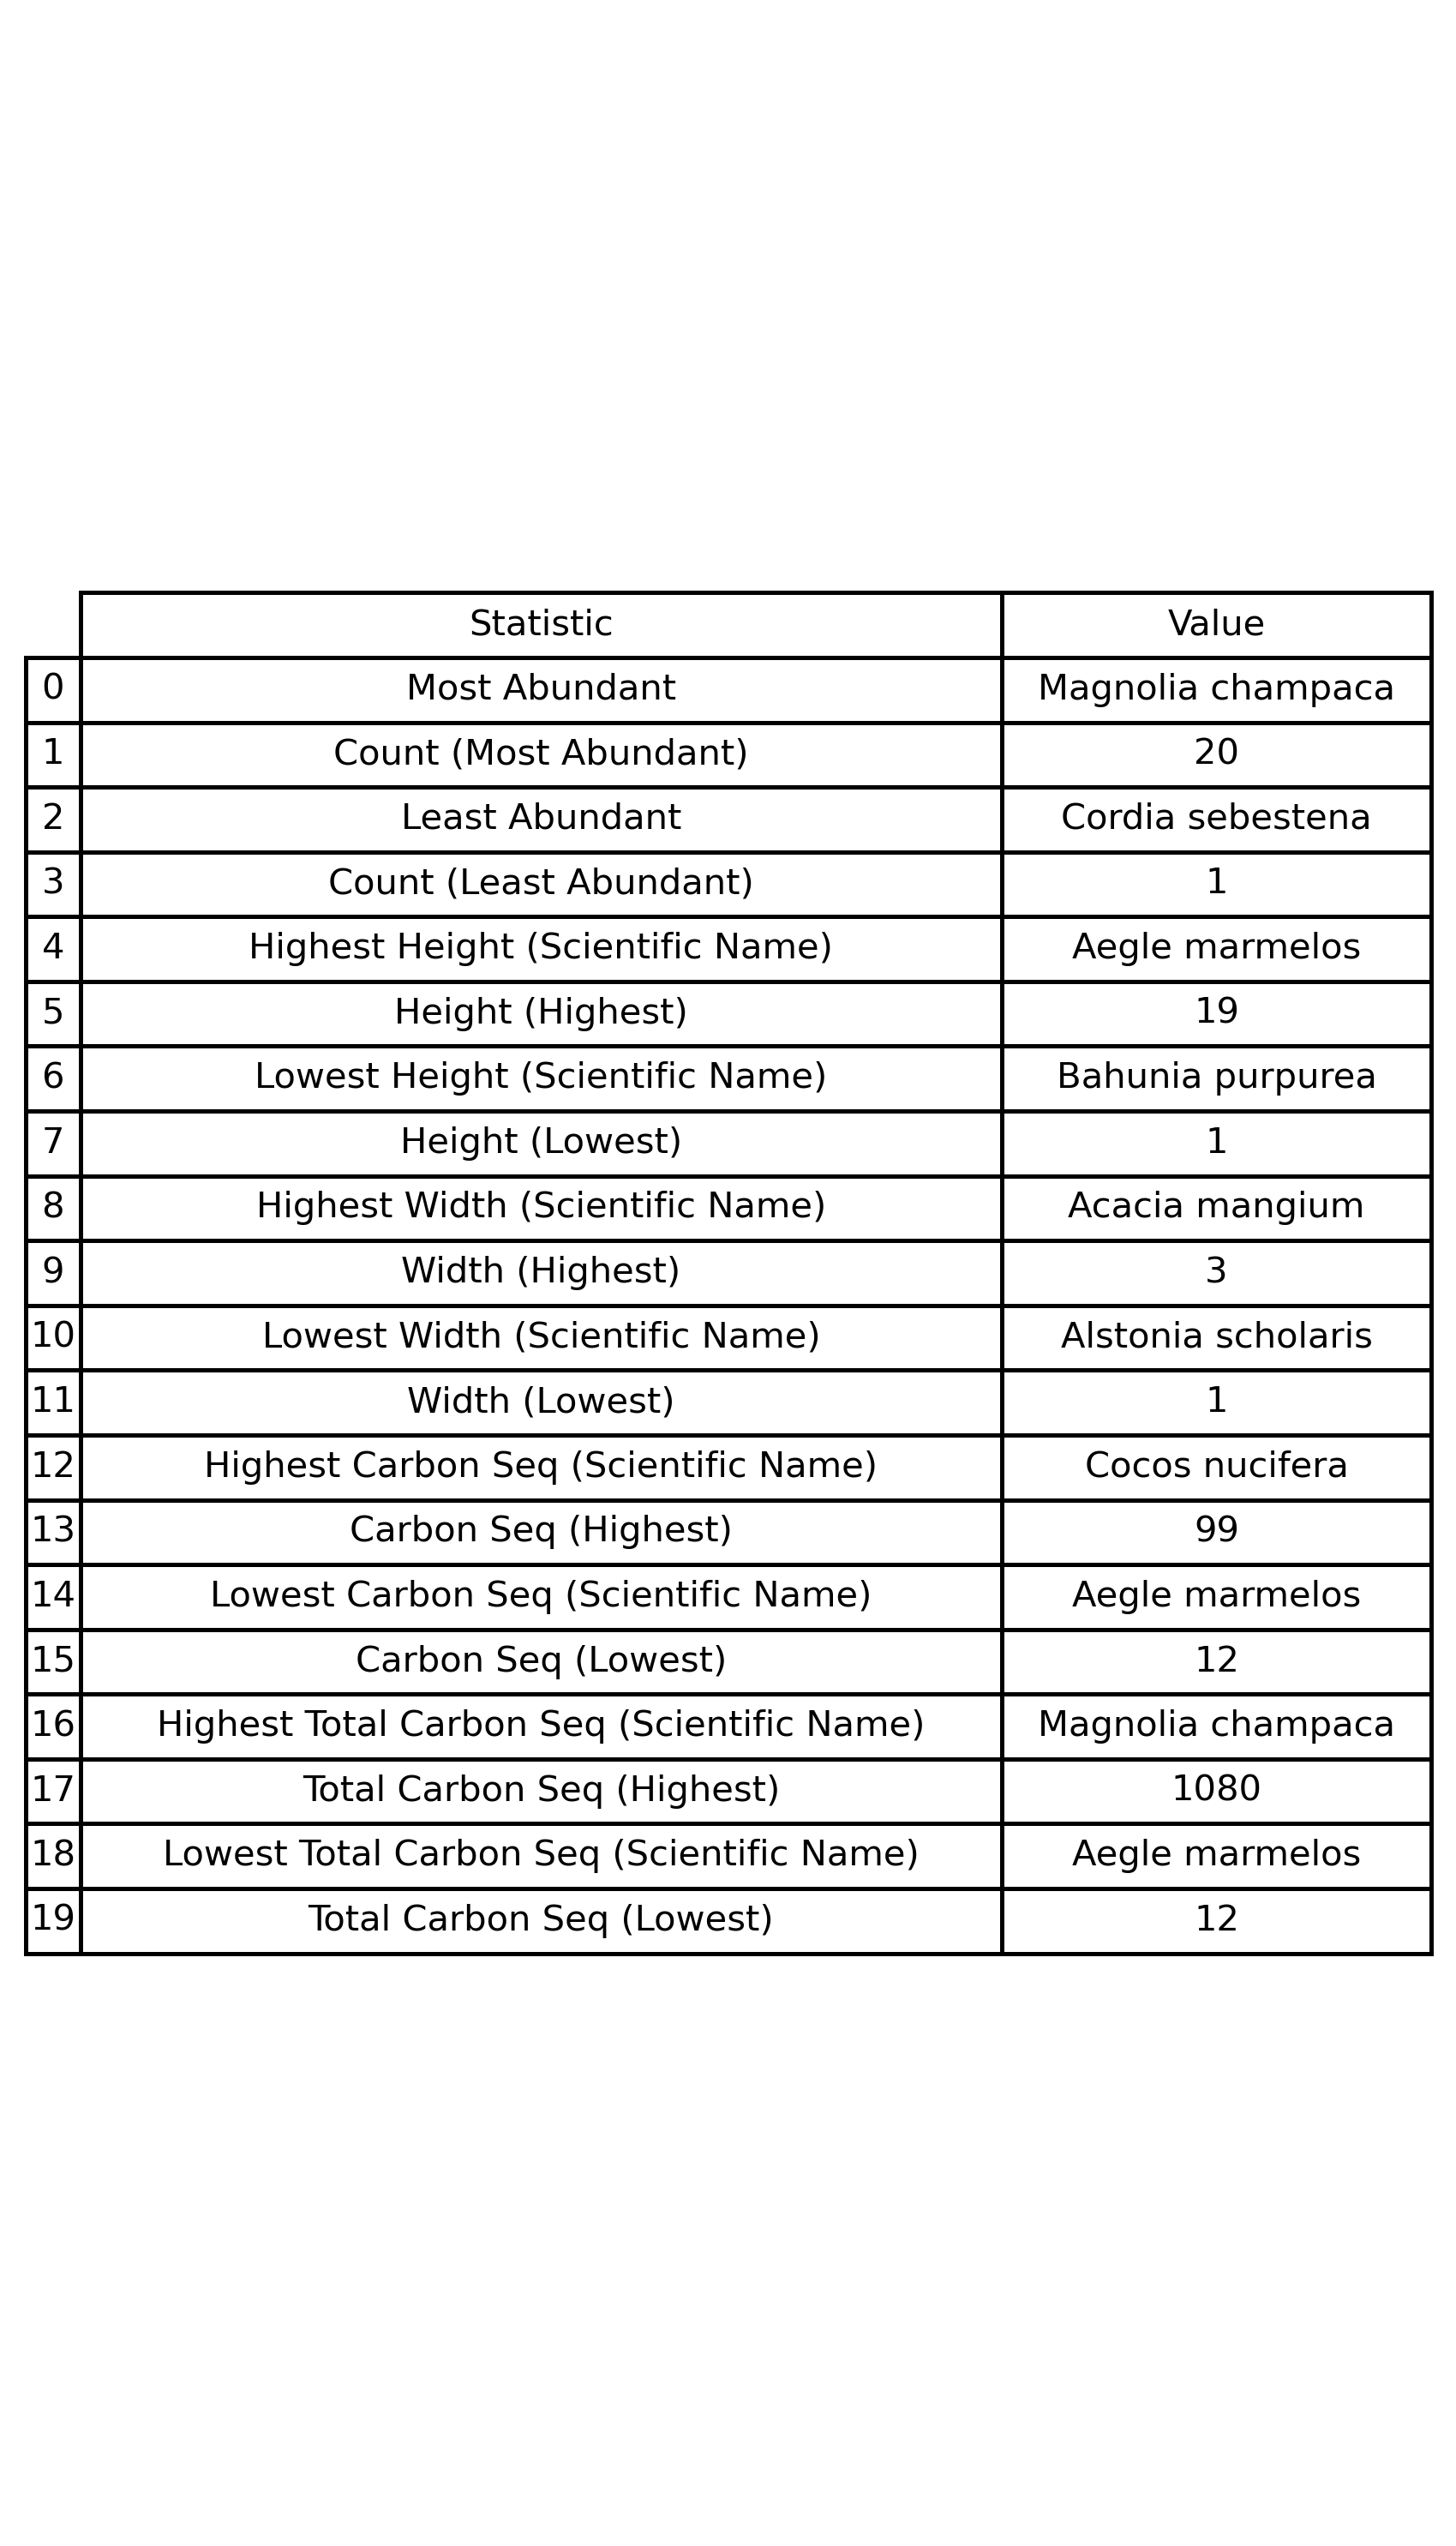 Statistic Value
0 Most Abundant Magnolia champaca
1 Count (Most Abundant) 20
2 Least Abundant Cordia sebestena
3 Count (Least Abundant) 1
4 Highest Height (Scientific Name) Aegle marmelos
5 Height (Highest) 19
6 Lowest Height (Scientific Name) Bahunia purpurea
7 Height (Lowest) 1
8 Highest Width (Scientific Name) Acacia mangium
9 Width (Highest) 3
10 Lowest Width (Scientific Name) Alstonia scholaris
11 Width (Lowest) 1
12 Highest Carbon Seq (Scientific Name) Cocos nucifera
13 Carbon Seq (Highest) 99
14 Lowest Carbon Seq (Scientific Name) Aegle marmelos
15 Carbon Seq (Lowest) 12
16 Highest Total Carbon Seq (Scientific Name) Magnolia champaca
17 Total Carbon Seq (Highest) 1080
18 Lowest Total Carbon Seq (Scientific Name) Aegle marmelos
19 Total Carbon Seq (Lowest) 12